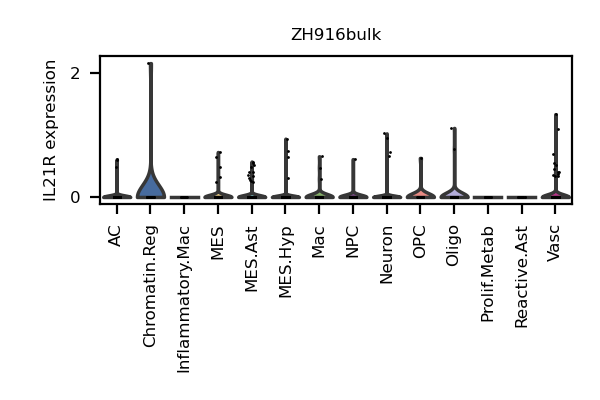 ZH916bulk
IL21R expression
2
0
AC
Chromatin.Reg
Inflammatory.Mac
MES
MES.Ast
MES.Hyp
Mac
NPC
Neuron
OPC
Oligo
Prolif.Metab
Reactive.Ast
Vasc